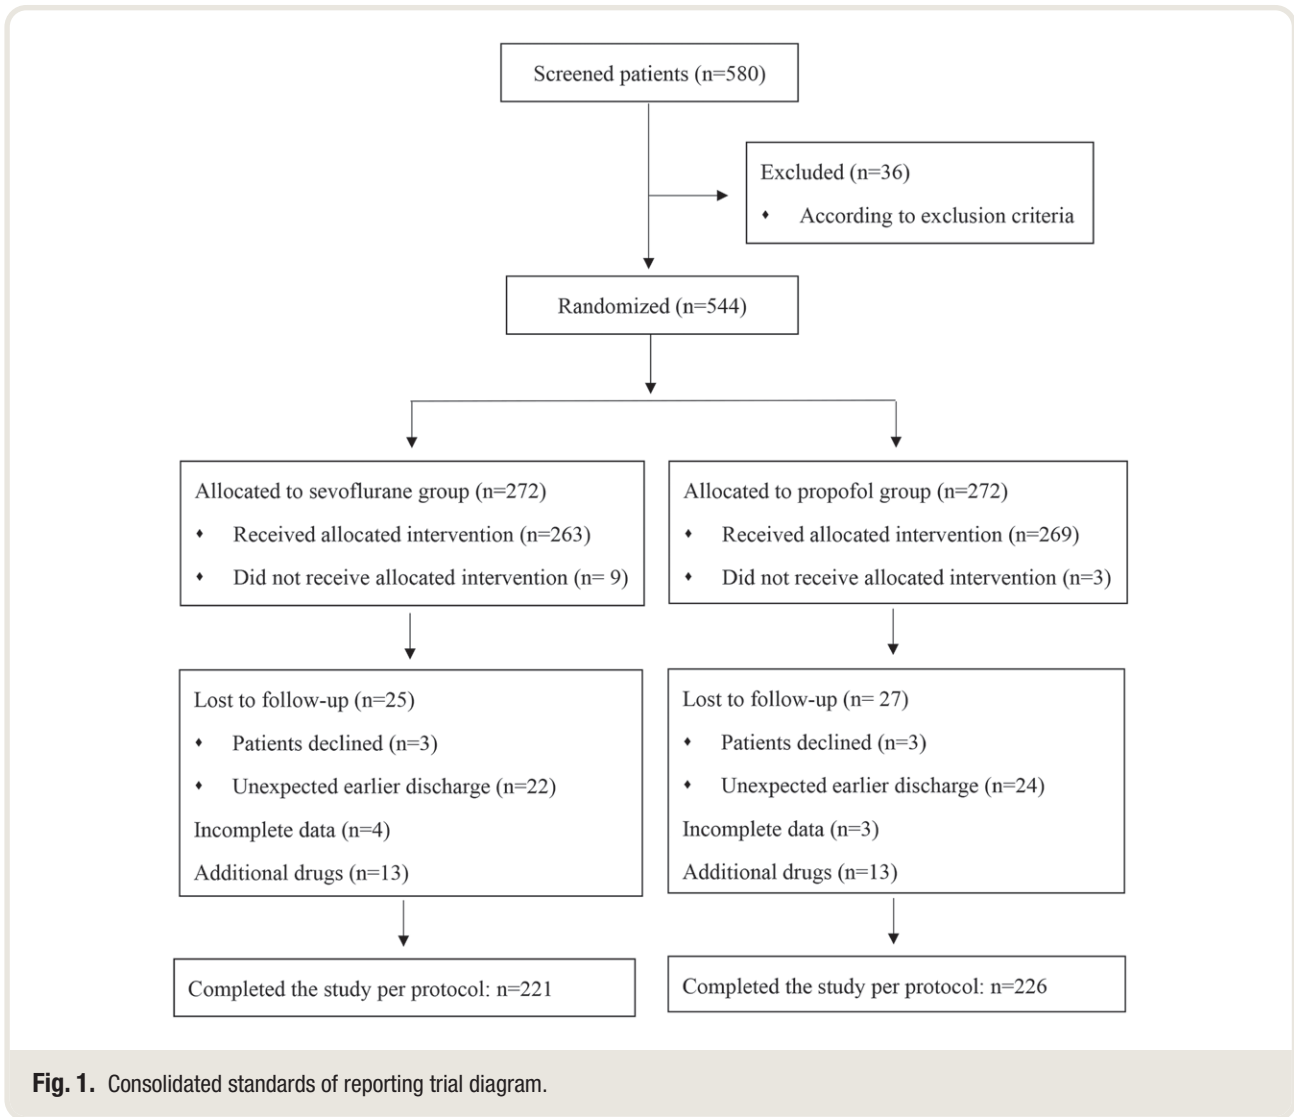 Screened patients (n=580)
Excluded (n=36)
♦ According to exclusion criteria
Randomized (n=544)
Allocated to sevoflurane group (n=272)
♦ Received allocated intervention (n=263)
♦ Did not receive allocated intervention (n= 9)
Allocated to propofol group (n=272)
♦ Received allocated intervention (n=269)
♦ Did not receive allocated intervention (n=3)
Lost to follow-up (n=25)
♦ Patients declined (n=3)
♦ Unexpected earlier discharge (n=22)
Incomplete data (n=4)
Additional drugs (n=13)
Lost to follow-up (n= 27)
♦ Patients declined (n=3)
♦ Unexpected earlier discharge (n=24)
Incomplete data (n=3)
Additional drugs (n=13)
Completed the study per protocol: n=221
Completed the study per protocol: n=226
Fig. 1. Consolidated standards of reporting trial diagram.